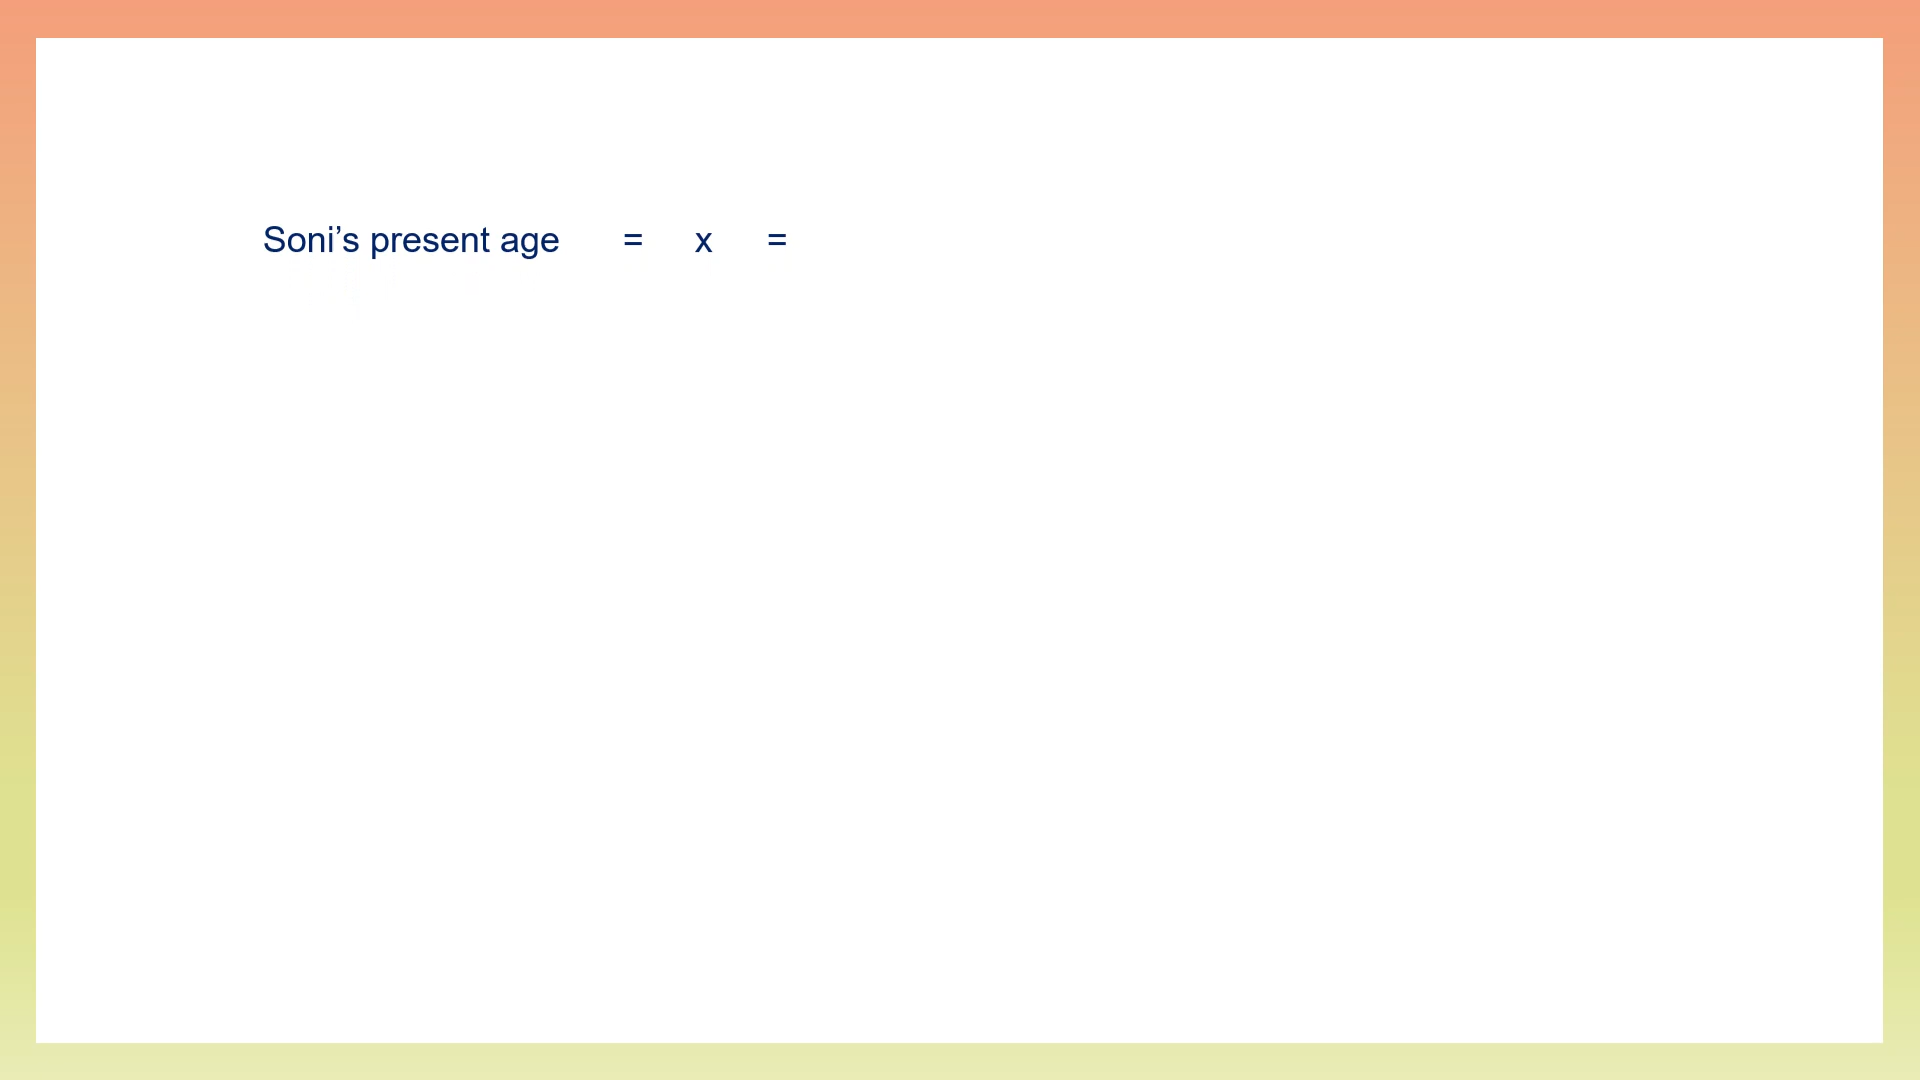 Soni’s present age = x =